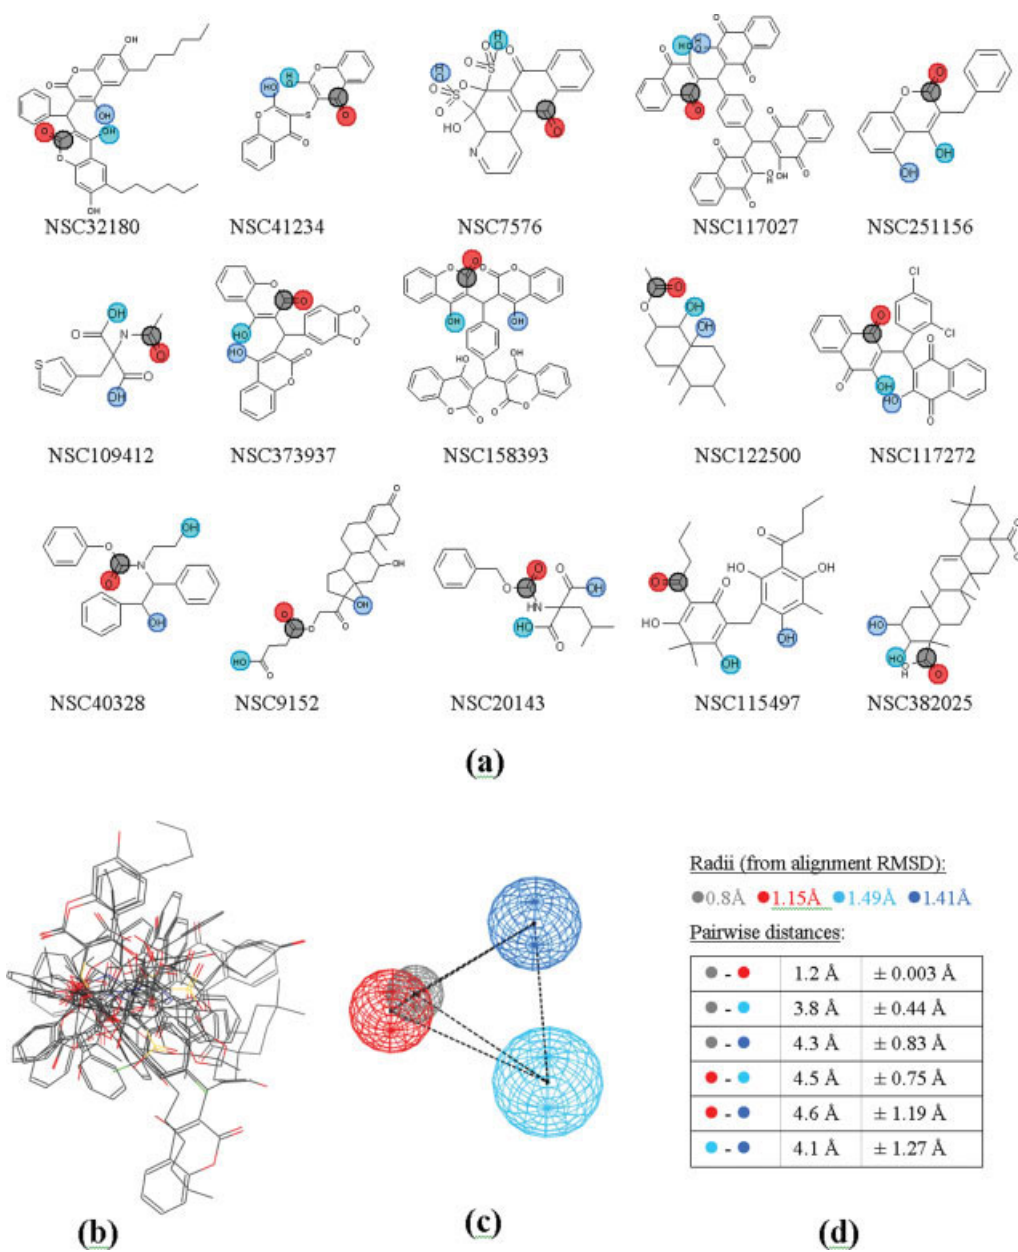 NSC32180 NSC41234 NSC7576 NSC117027 NSC251156
NSC109412 NSC373937 NSC158393 NSC122500 NSC117272
NSC40328 NSC9152 NSC20143 NSC115497 NSC382025
(a)
Radii (from alignment RMSD):
0.8Å 1.15Å 1.49Å 1.41Å
Pairwise distances:
- 1.2 Å ± 0.003 Å
- 3.8 Å ± 0.44 Å
- 4.3 Å ± 0.83 Å
- 4.5 Å ± 0.75 Å
- 4.6 Å ± 1.19 Å
- 4.1 Å ± 1.27 Å
(b) (c) (d)